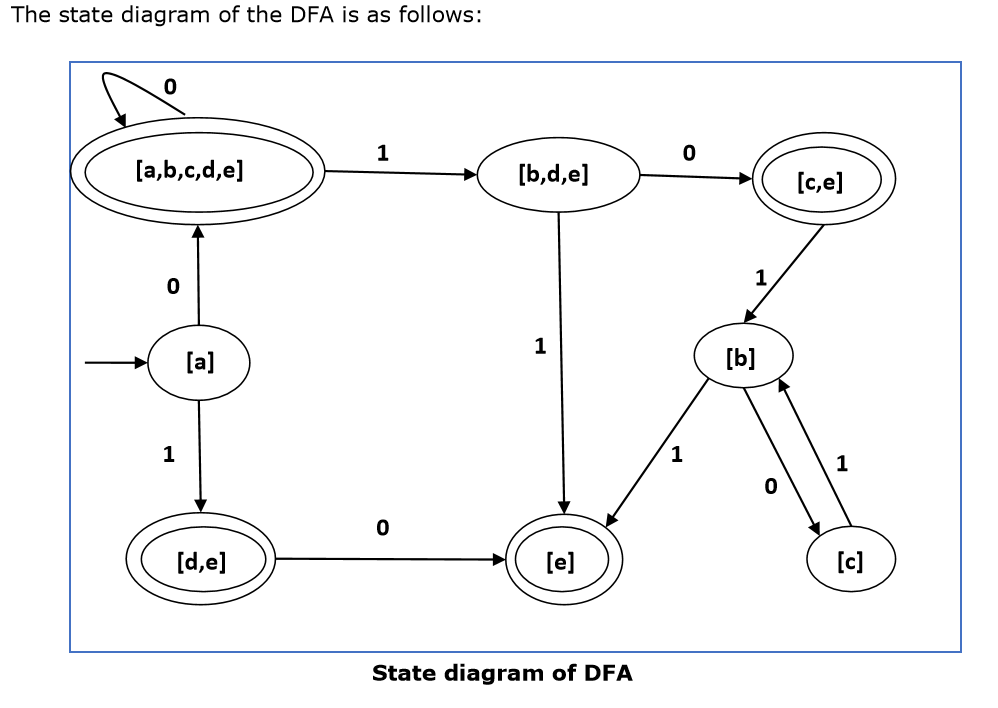 The state diagram of the DFA is as follows:
0
[a,b,c,d,e]
1
[b,d,e]
0
[c,e]
0
1
[a]
1
[b]
1
1
0
1
[d,e]
0
[e]
[c]
State diagram of DFA